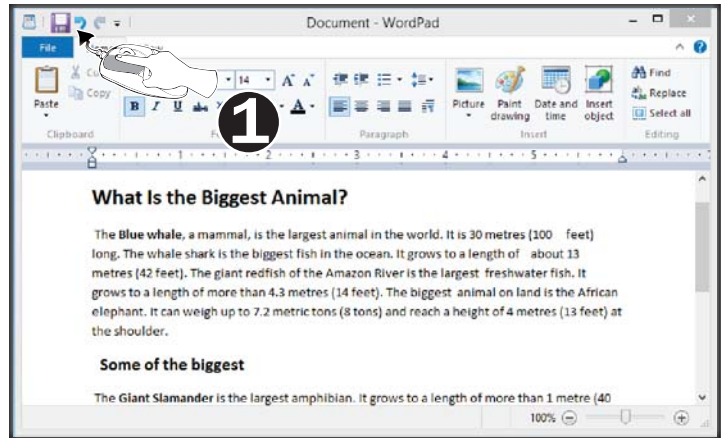 Document - WordPad
File
Paste
Copy
14
A A
B I U abc A
Picture
Paint drawing
Date and time
Insert object
Find
Replace
Select all
Clipboard
Paragraph
Insert
Editing
1
1 2 3 4 5
What Is the Biggest Animal?
The Blue whale, a mammal, is the largest animal in the world. It is 30 metres (100 feet)
long. The whale shark is the biggest fish in the ocean. It grows to a length of about 13
metres (42 feet). The giant redfish of the Amazon River is the largest freshwater fish. It
grows to a length of more than 4.3 metres (14 feet). The biggest animal on land is the African
elephant. It can weigh up to 7.2 metric tons (8 tons) and reach a height of 4 metres (13 feet) at
the shoulder.
Some of the biggest
The Giant Slamander is the largest amphibian. It grows to a length of more than 1 metre (40
100%